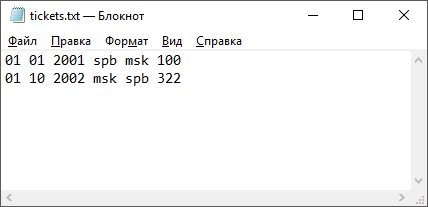 tickets.txt — Блокнот
Файл Правка Формат Вид Справка
01 01 2001 spb msk 100
01 10 2002 msk spb 322